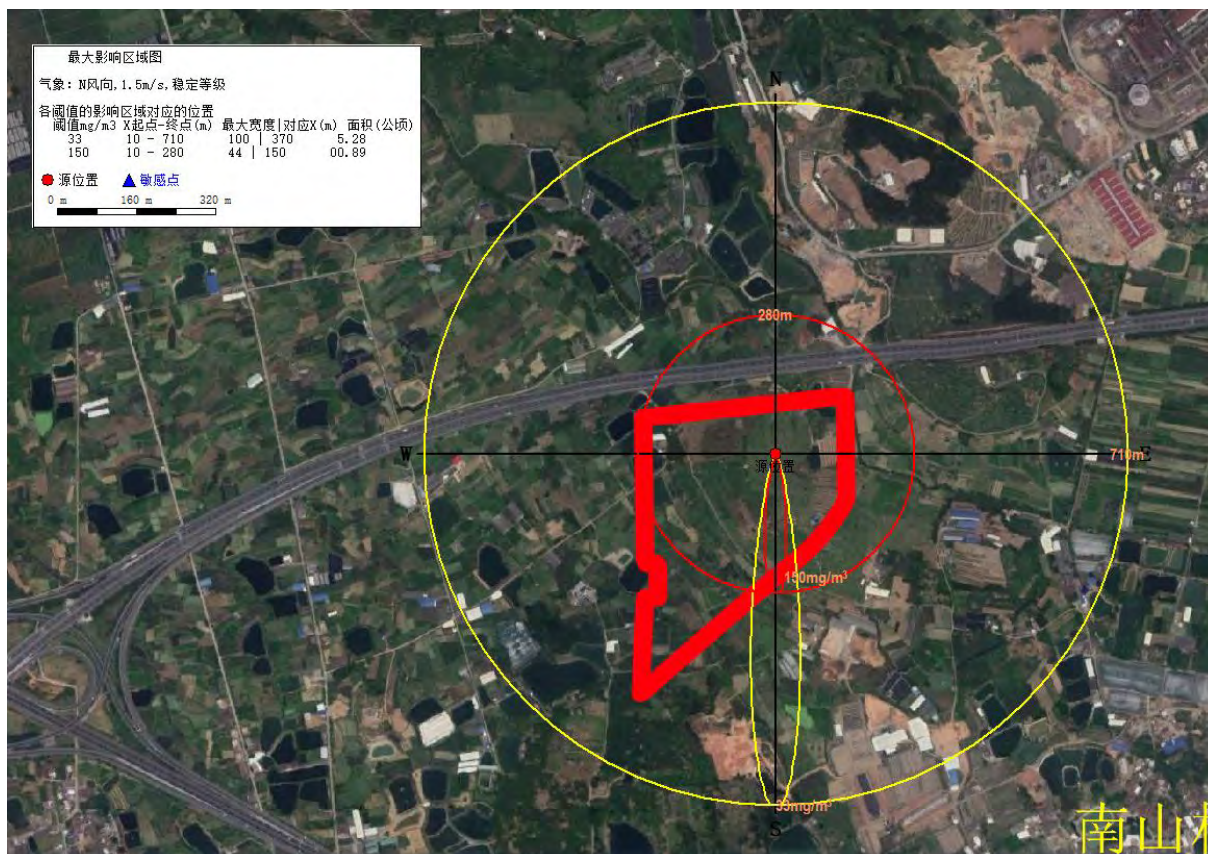 最大影响区域图
气象：N风向,1.5m/s,稳定等级
各阈值的影响区域对应的位置
阈值mg/m3 X起点-终点(m) 最大宽度|对应X(m) 面积(公顷)
33 10 - 710 100 | 370 5.28
150 10 - 280 44 | 150 00.89
源位置 敏感点
0 m 160 m 320 m
N
280m
W
源位置
710m
E
150mg/m³
33mg/m³
S
南山